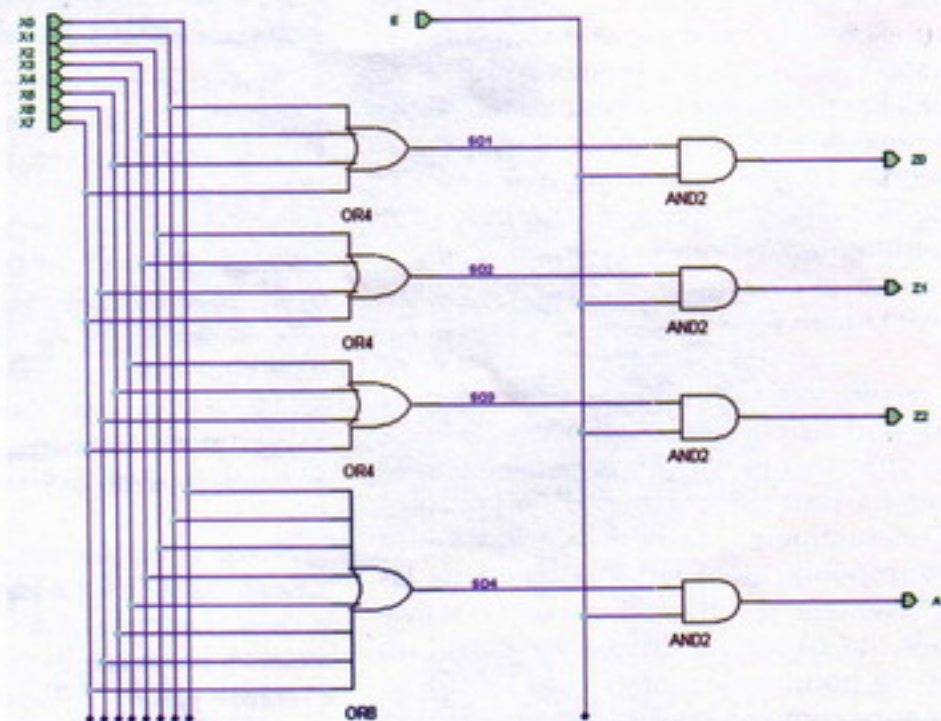 X0
X1
X2
X3
X4
X5
X6
X7
E
SO1
OR4
AND2
Z0
SO2
OR4
AND2
Z1
SO3
OR4
AND2
Z2
SO4
OR8
AND2
A